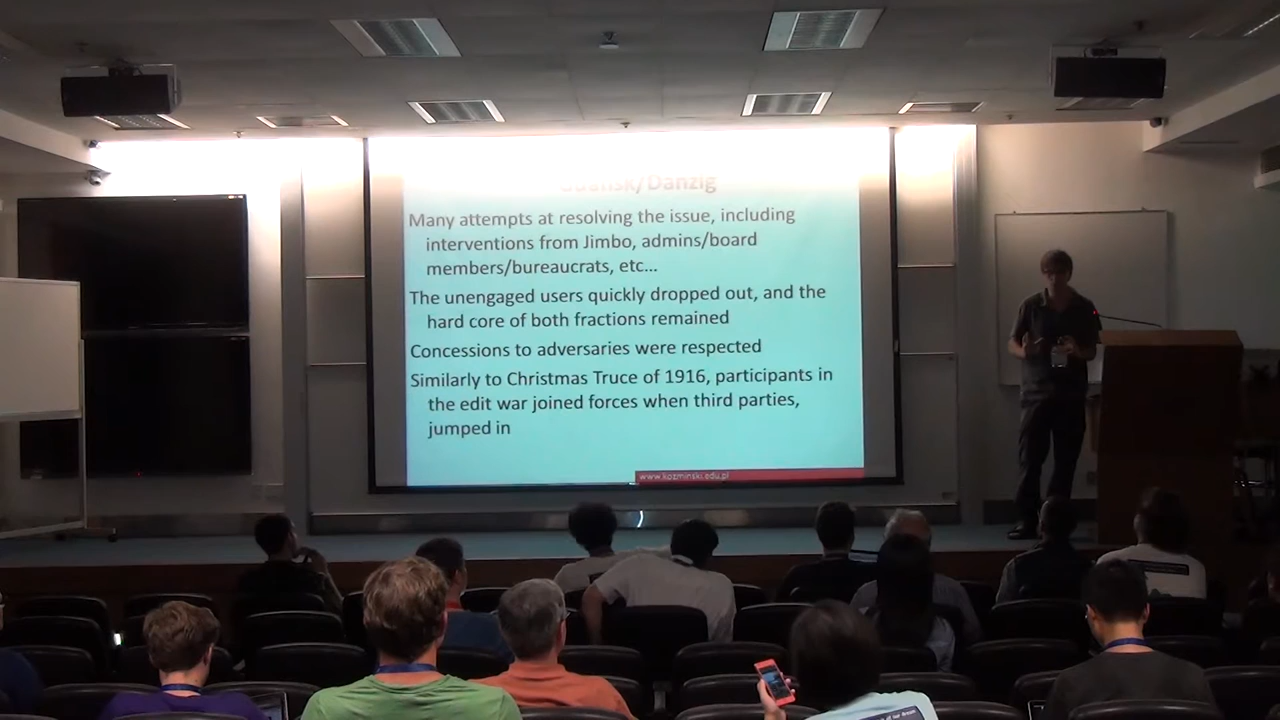 Gdańsk/Danzig
Many attempts at resolving the issue, including
interventions from Jimbo, admins/board
members/bureaucrats, etc...
The unengaged users quickly dropped out, and the
hard core of both fractions remained
Concessions to adversaries were respected
Similarly to Christmas Truce of 1916, participants in
the edit war joined forces when third parties,
jumped in
www.kozminski.edu.pl